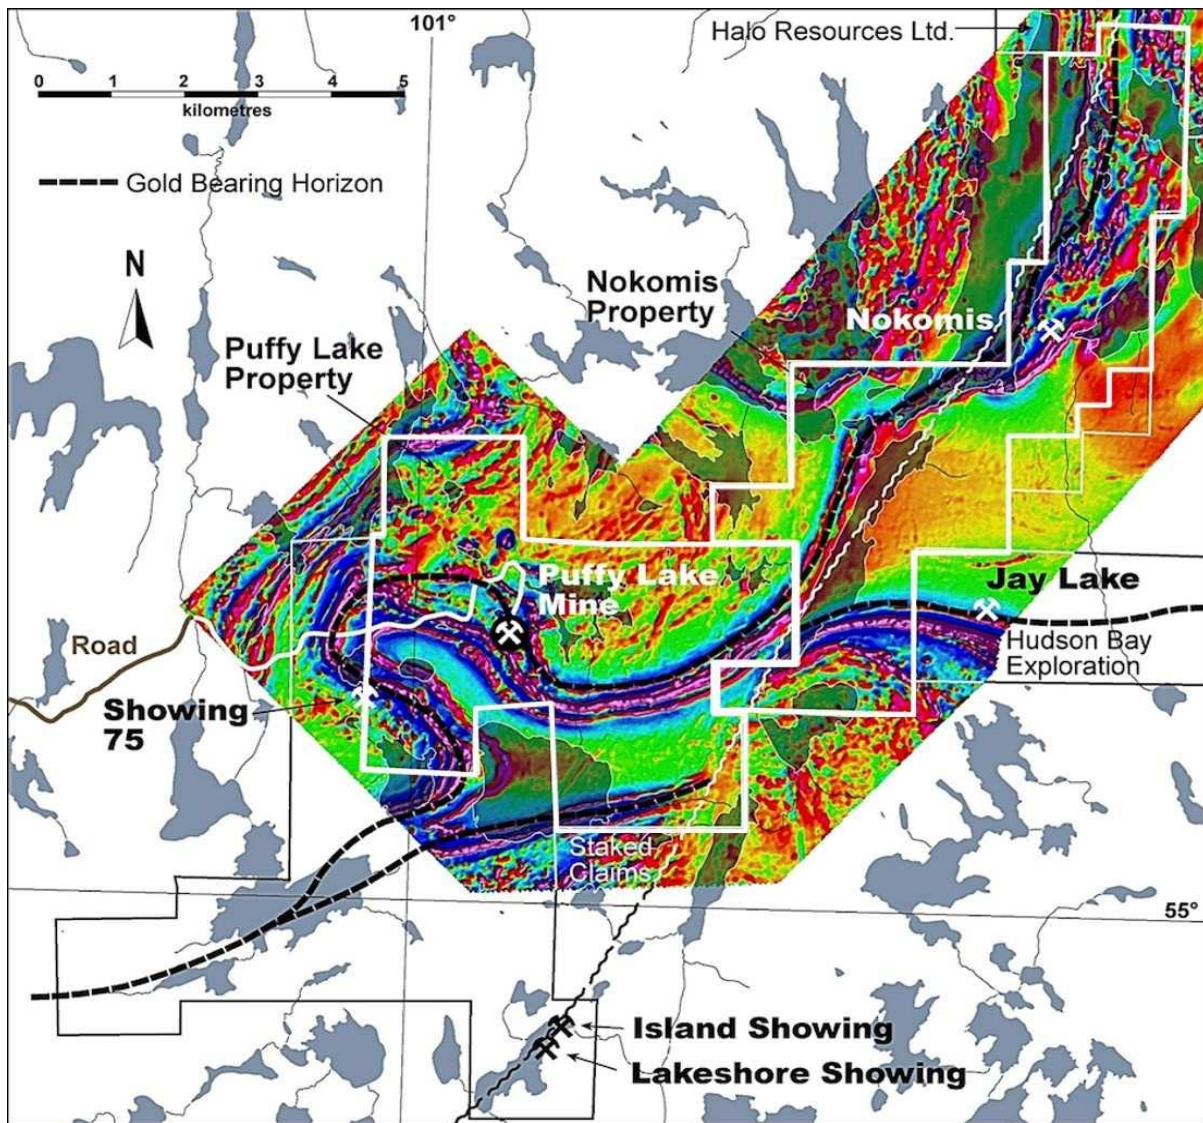 101°
Halo Resources Ltd.
0 1 2 3 4 5
kilometres
Gold Bearing Horizon
N
Nokomis
Property
Nokomis
Puffy Lake
Property
Puffy Lake
Mine
Jay Lake
Road
Hudson Bay
Exploration
Showing
75
Staked
Claims
55°
Island Showing
Lakeshore Showing